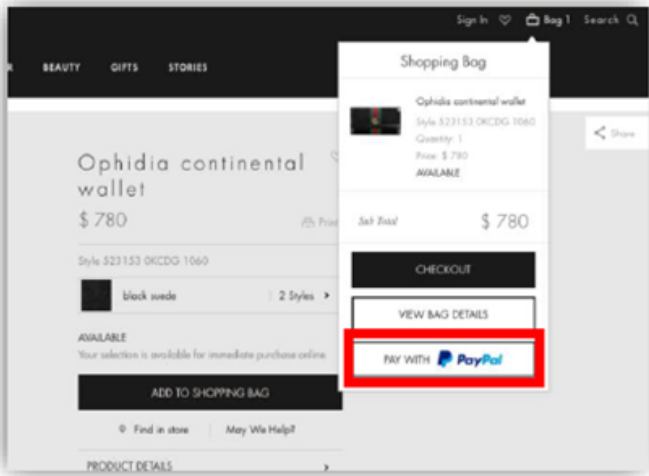 Sign In Bag 1 Search
BEAUTY GIFTS STORIES
Shopping Bag
Ophidia continental wallet
Style 523153 0KCDG 1060
Quantity: 1
Price: $ 780
AVAILABLE
Sub Total $ 780
CHECKOUT
VIEW BAG DETAILS
PAY WITH PayPal
Share
Ophidia continental
wallet
$ 780
Print
Style 523153 0KCDG 1060
black suede 2 Styles >
AVAILABLE
Your selection is available for immediate purchase online.
ADD TO SHOPPING BAG
Find in store | May We Help?
PRODUCT DETAILS >